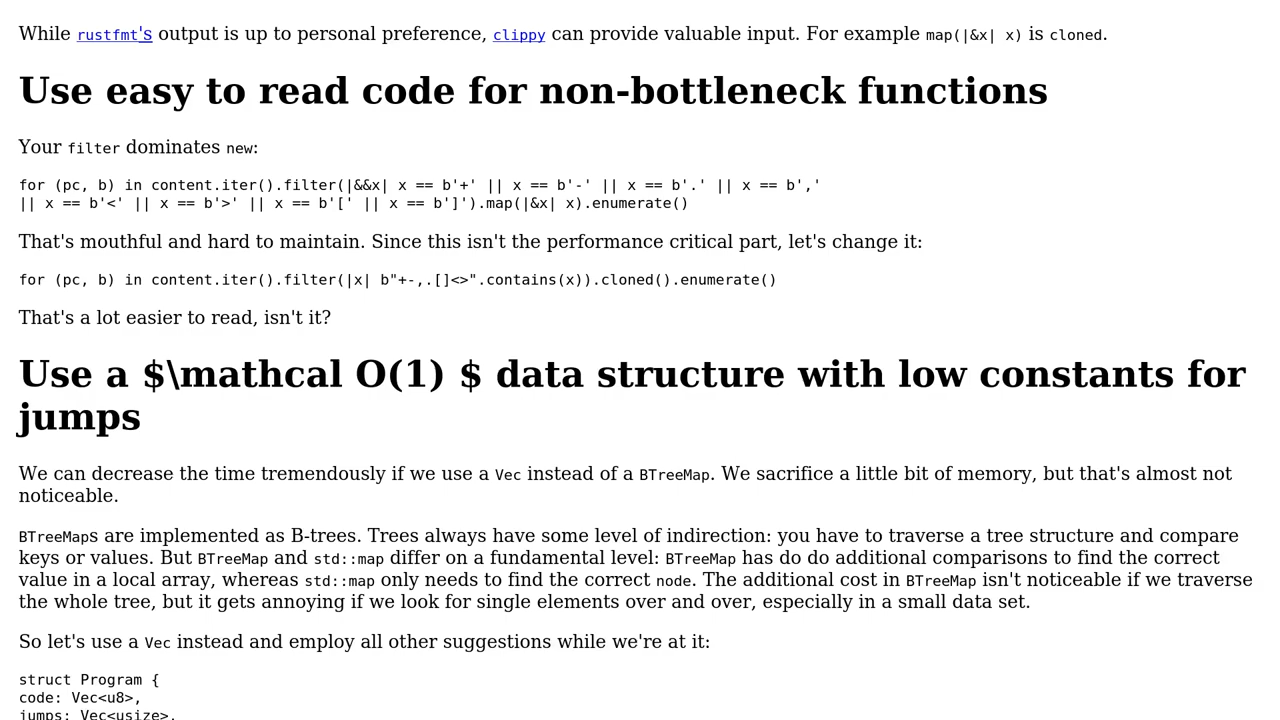 While rustfmt's output is up to personal preference, clippy can provide valuable input. For example map(|&x| x) is cloned.
Use easy to read code for non-bottleneck functions
Your filter dominates new:
for (pc, b) in content.iter().filter(|&&x| x == b'+' || x == b'-' || x == b'.' || x == b','
|| x == b'<' || x == b'>' || x == b'[' || x == b']').map(|&x| x).enumerate()
That's mouthful and hard to maintain. Since this isn't the performance critical part, let's change it:
for (pc, b) in content.iter().filter(|x| b"+-,.[]<>".contains(x)).cloned().enumerate()
That's a lot easier to read, isn't it?
Use a $\mathcal O(1) $ data structure with low constants for
jumps
We can decrease the time tremendously if we use a Vec instead of a BTreeMap. We sacrifice a little bit of memory, but that's almost not
noticeable.
BTreeMaps are implemented as B-trees. Trees always have some level of indirection: you have to traverse a tree structure and compare
keys or values. But BTreeMap and std::map differ on a fundamental level: BTreeMap has do do additional comparisons to find the correct
value in a local array, whereas std::map only needs to find the correct node. The additional cost in BTreeMap isn't noticeable if we traverse
the whole tree, but it gets annoying if we look for single elements over and over, especially in a small data set.
So let's use a Vec instead and employ all other suggestions while we're at it:
struct Program {
code: Vec<u8>,
jumps: Vec<usize>,